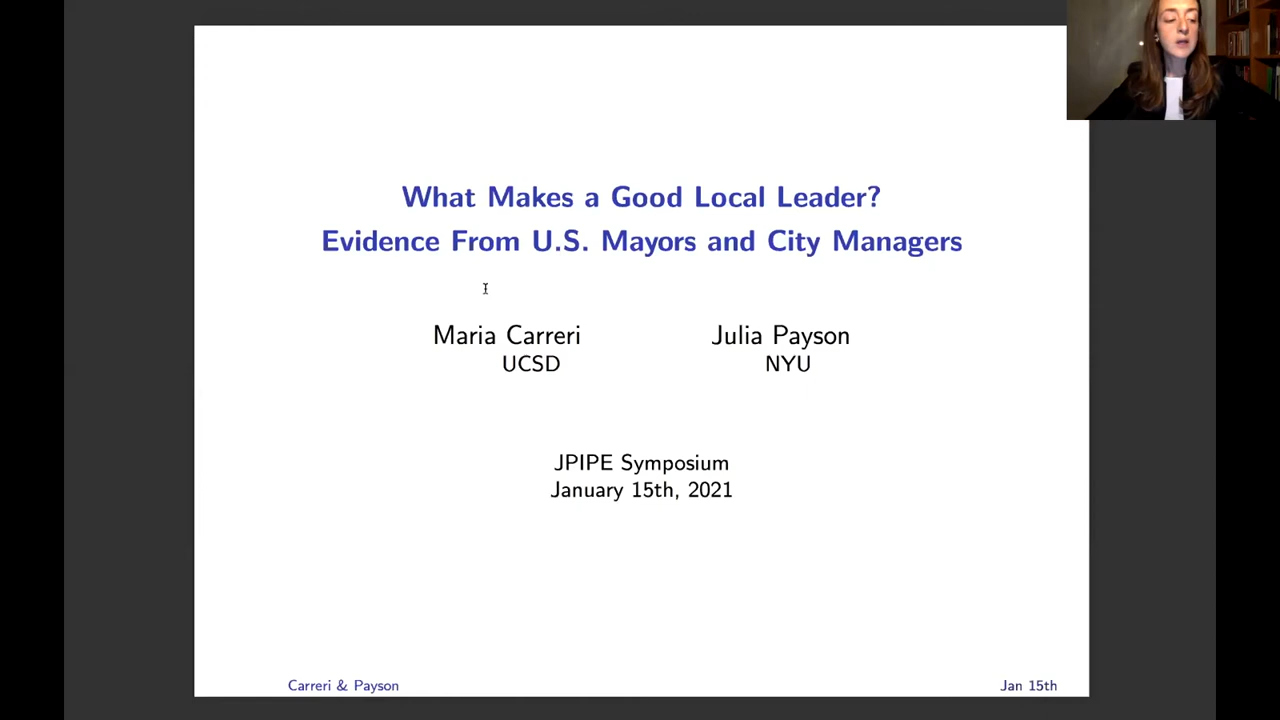 What Makes a Good Local Leader?
Evidence From U.S. Mayors and City Managers
Maria Carreri Julia Payson
UCSD NYU
JPIPE Symposium
January 15th, 2021
Carreri & Payson Jan 15th